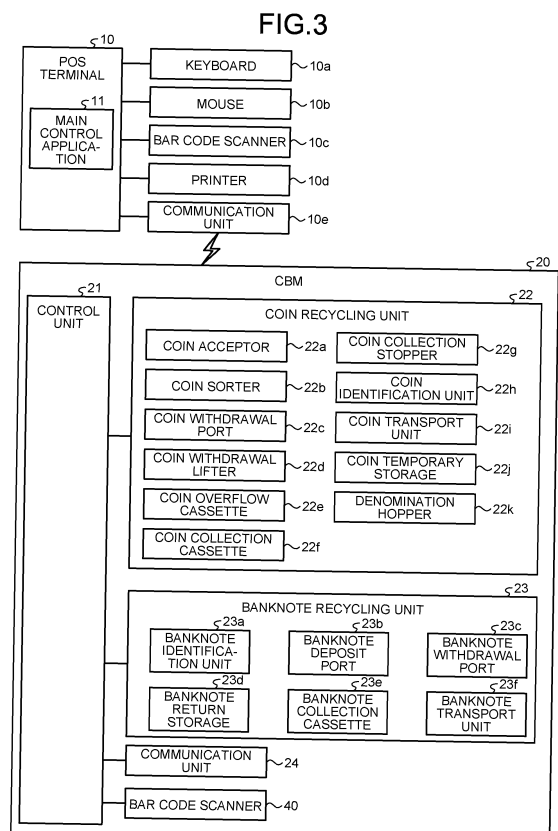 FIG.3
10
POS
TERMINAL
11
MAIN
CONTROL
APPLICA-
TION
KEYBOARD
10a
MOUSE
10b
BAR CODE SCANNER
10c
PRINTER
10d
COMMUNICATION
UNIT
10e
20
CBM
21
CONTROL
UNIT
22
COIN RECYCLING UNIT
COIN ACCEPTOR
22a
COIN SORTER
22b
COIN WITHDRAWAL
PORT
22c
COIN WITHDRAWAL
LIFTER
22d
COIN OVERFLOW
CASSETTE
22e
COIN COLLECTION
CASSETTE
22f
COIN COLLECTION
STOPPER
22g
COIN
IDENTIFICATION UNIT
22h
COIN TRANSPORT
UNIT
22i
COIN TEMPORARY
STORAGE
22j
DENOMINATION
HOPPER
22k
23
BANKNOTE RECYCLING UNIT
23a
BANKNOTE
IDENTIFICA-
TION UNIT
23b
BANKNOTE
DEPOSIT
PORT
23c
BANKNOTE
WITHDRAWAL
PORT
23d
BANKNOTE
RETURN
STORAGE
23e
BANKNOTE
COLLECTION
CASSETTE
23f
BANKNOTE
TRANSPORT
UNIT
COMMUNICATION
UNIT
24
BAR CODE SCANNER
40